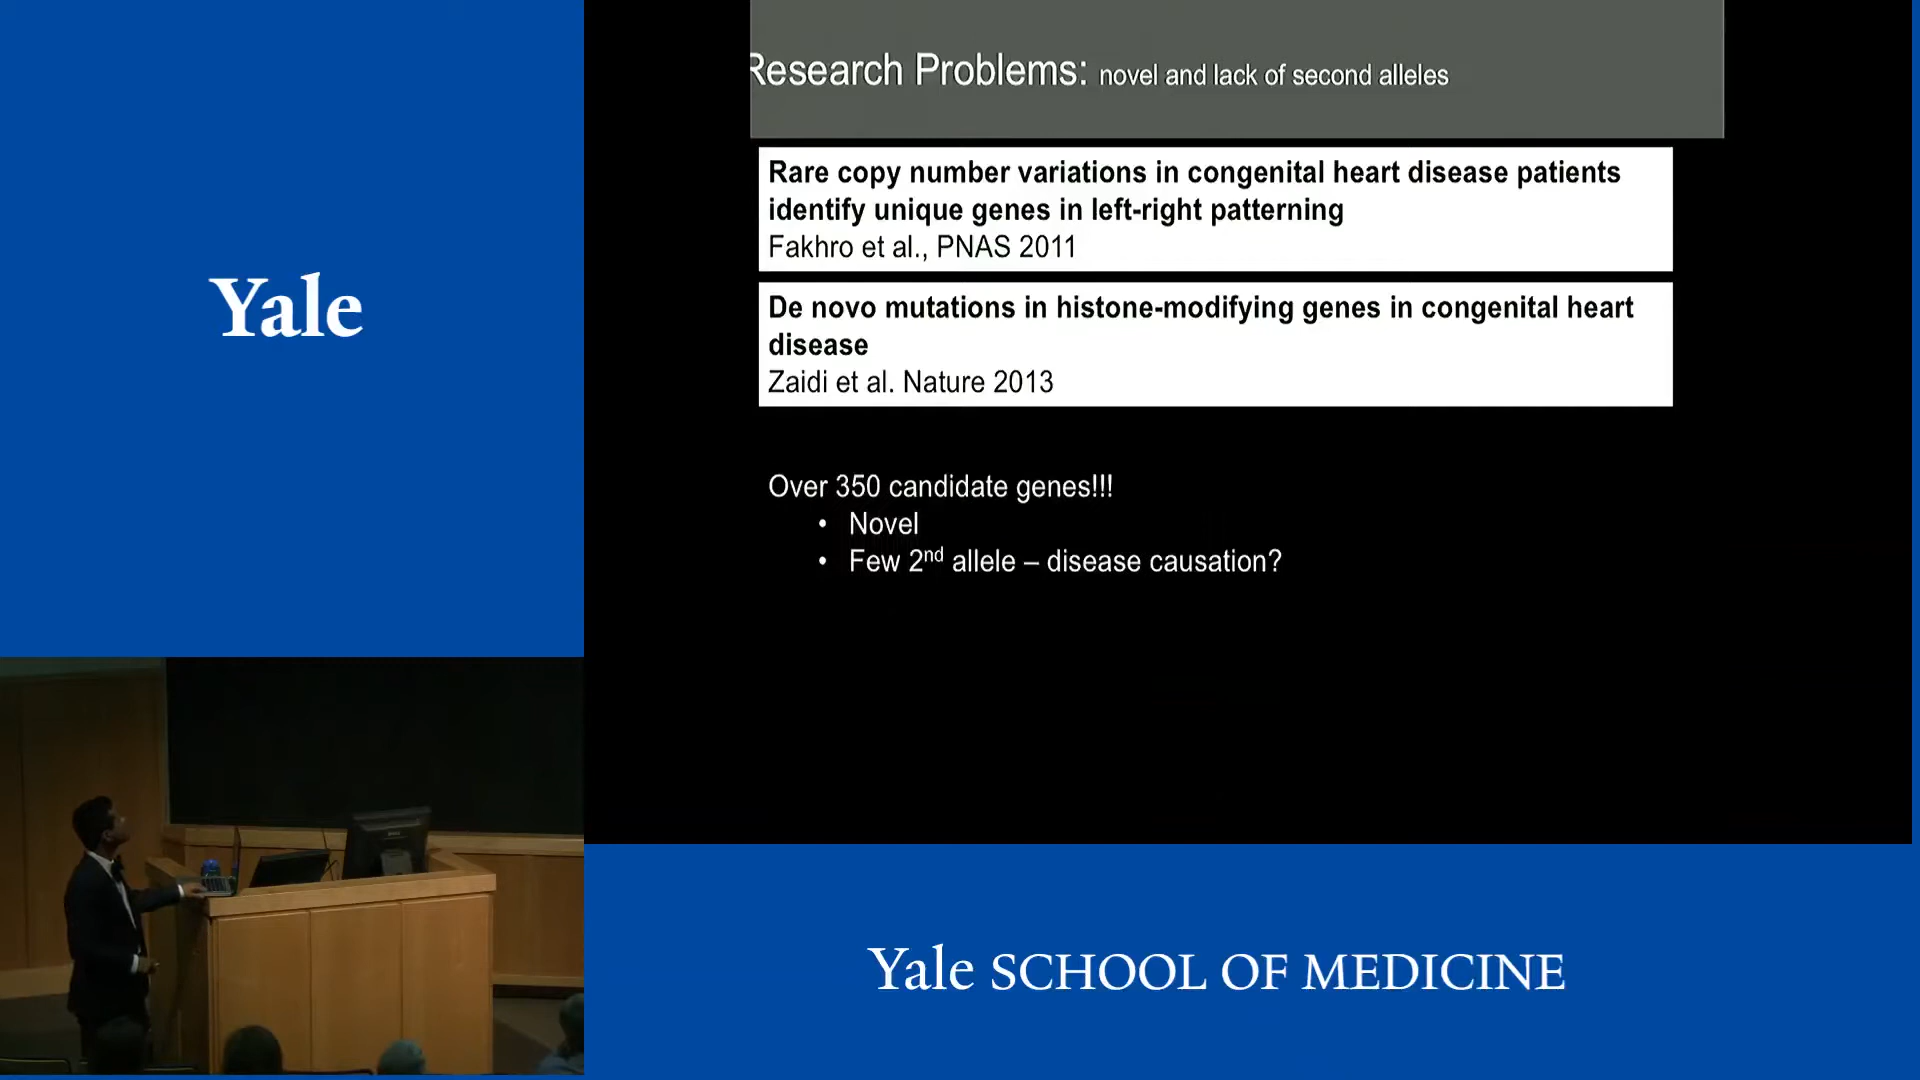 Yale
Research Problems: novel and lack of second alleles
Rare copy number variations in congenital heart disease patients
identify unique genes in left-right patterning
Fakhro et al., PNAS 2011
De novo mutations in histone-modifying genes in congenital heart
disease
Zaidi et al. Nature 2013
Over 350 candidate genes!!!
• Novel
• Few 2nd allele – disease causation?
Yale SCHOOL OF MEDICINE